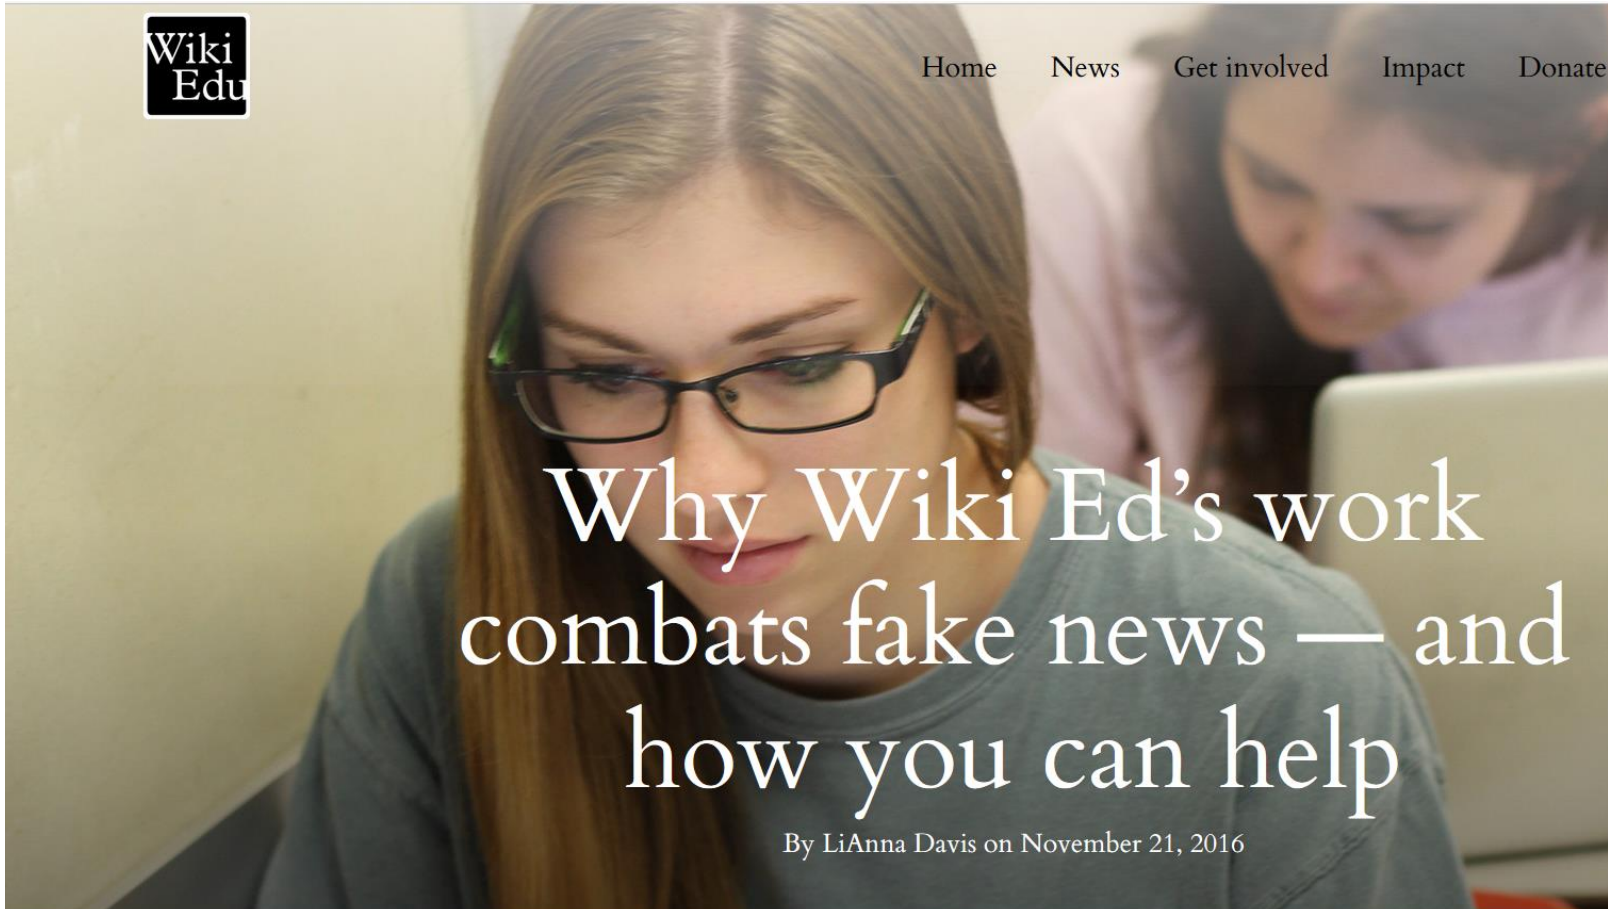 Wiki
Edu
Home News Get involved Impact Donate
Why Wiki Ed’s work
combats fake news — and
how you can help
By LiAnna Davis on November 21, 2016